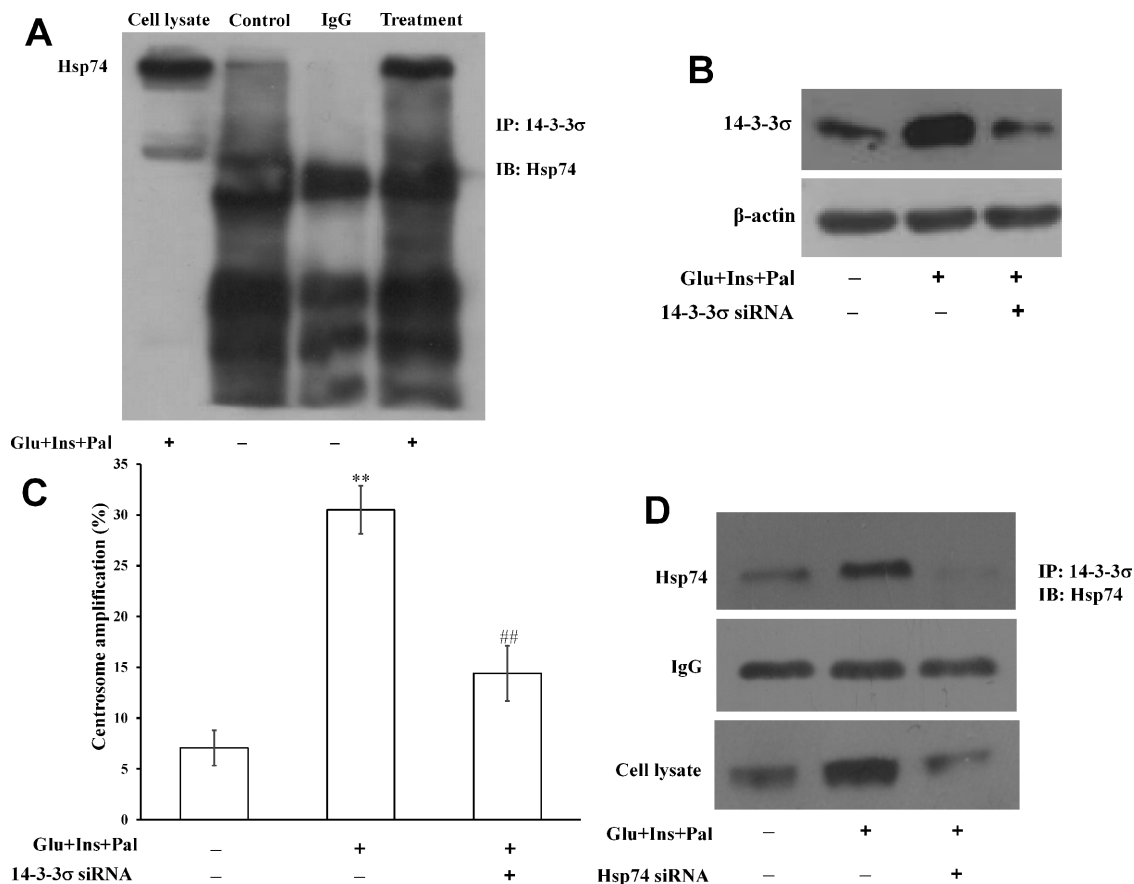 A
Cell lysate Control IgG Treatment
Hsp74
IP: 14-3-3σ
IB: Hsp74
Glu+Ins+Pal + – – +
B
14-3-3σ
β-actin
Glu+Ins+Pal – + +
14-3-3σ siRNA – – +
C
Centrosome amplification (%)
35
30
25
20
15
10
5
0
**
##
Glu+Ins+Pal – + +
14-3-3σ siRNA – – +
D
Hsp74
IP: 14-3-3σ
IB: Hsp74
IgG
Cell lysate
Glu+Ins+Pal – + +
Hsp74 siRNA – – +